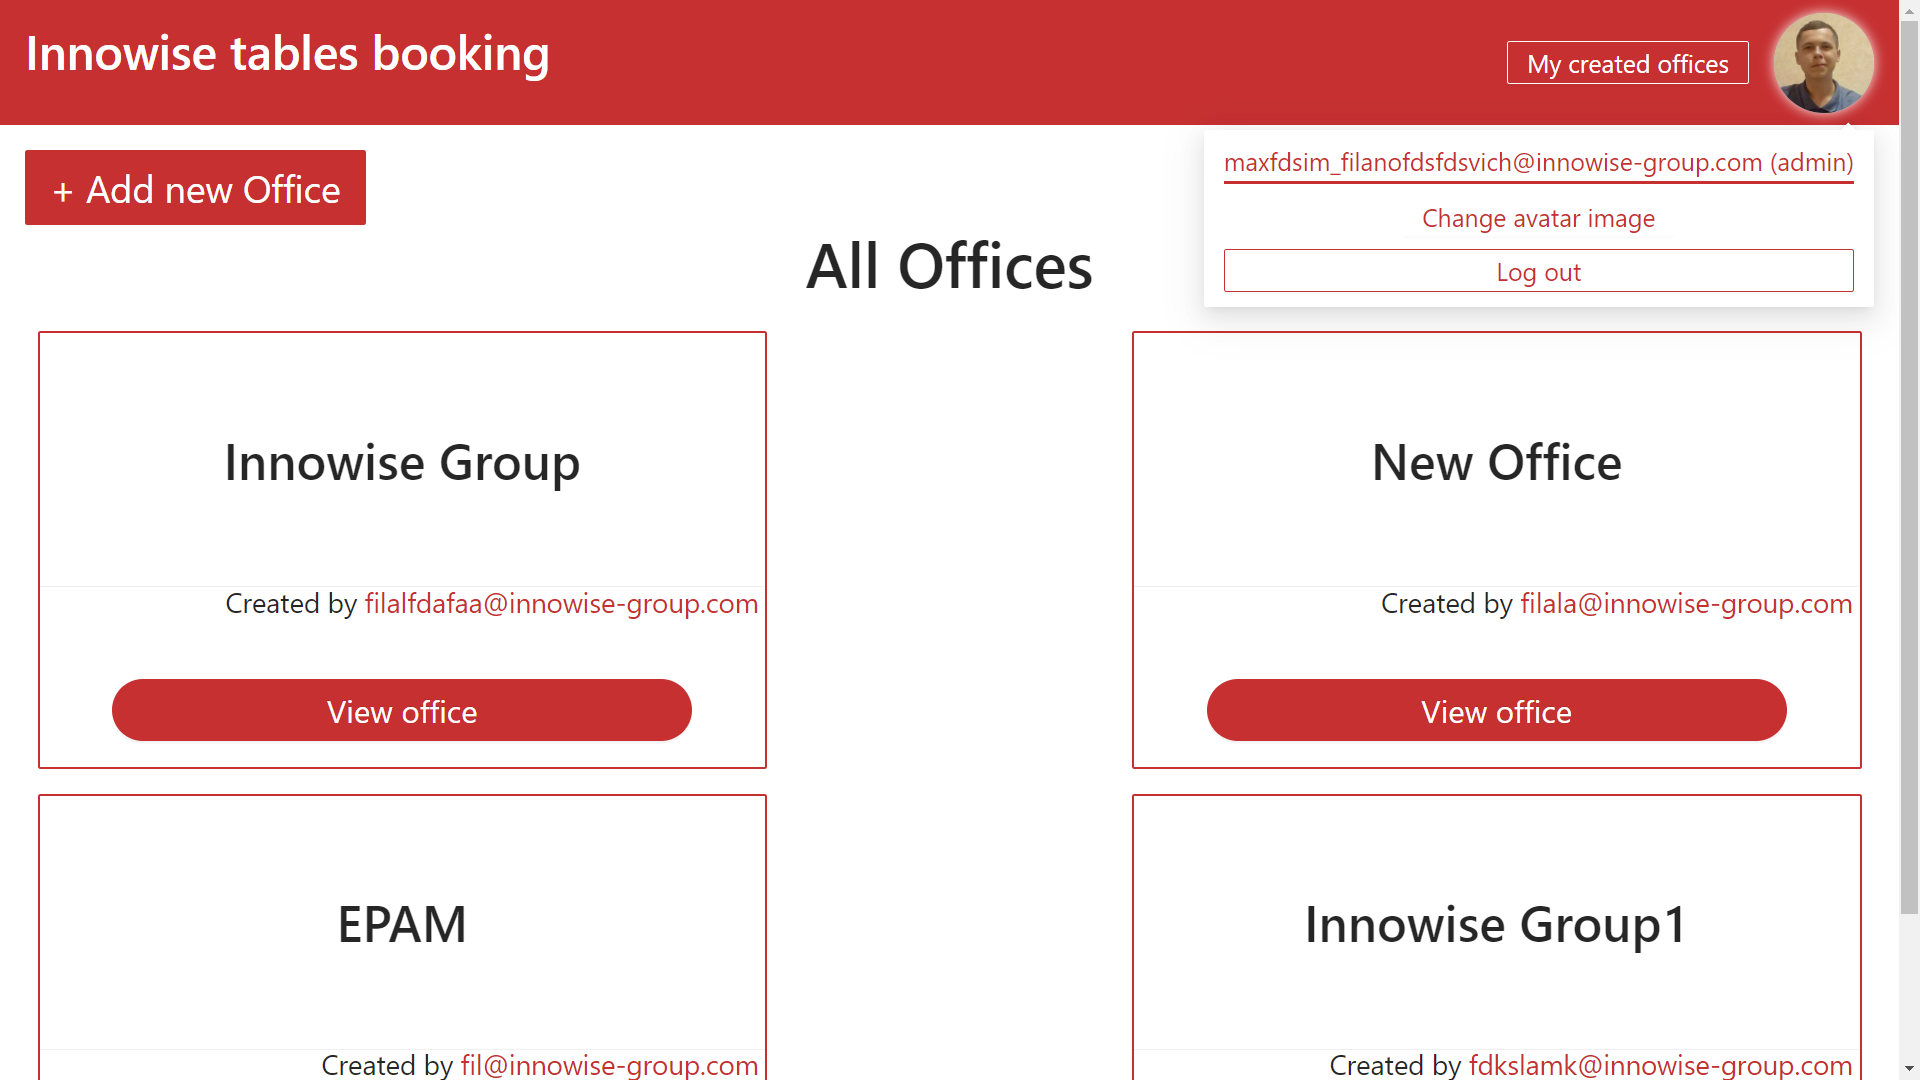 Innowise tables booking
My created offices
maxfdsim_filanofdsfdsvich@innowise-group.com (admin)
Change avatar image
Log out
+ Add new Office
All Offices
Innowise Group
Created by filalfdafaa@innowise-group.com
View office
New Office
Created by filala@innowise-group.com
View office
EPAM
Created by fil@innowise-group.com
Innowise Group1
Created by fdkslamk@innowise-group.com